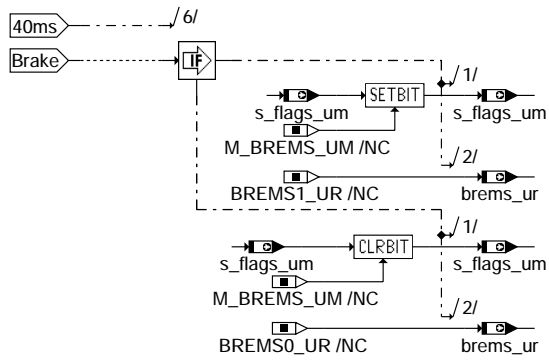 40ms
/6/
Brake
IF
/1/
SETBIT
s_flags_um
s_flags_um
M_BREMS_UM /NC
/2/
BREMS1_UR /NC
brems_ur
/1/
CLRBIT
s_flags_um
s_flags_um
M_BREMS_UM /NC
/2/
BREMS0_UR /NC
brems_ur